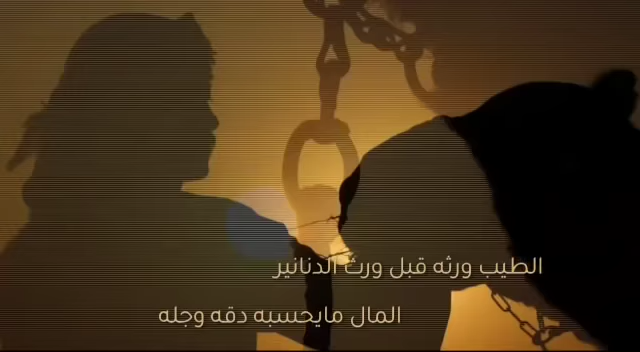 الطيب ورثه قبل ورث الدنانير
المال مايحسبه دقه وجله